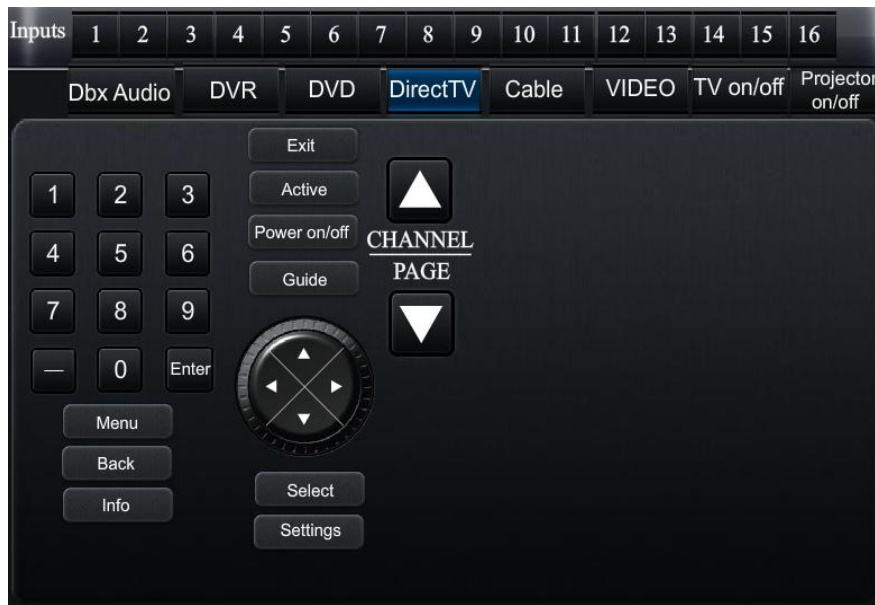 Inputs 1 2 3 4 5 6 7 8 9 10 11 12 13 14 15 16
Dbx Audio DVR DVD DirectTV Cable VIDEO TV on/off Projector
on/off
Exit
1 2 3 Active
Power on/off
4 5 6 CHANNEL
PAGE
Guide
7 8 9
— 0 Enter
Menu
Back
Info
Select
Settings